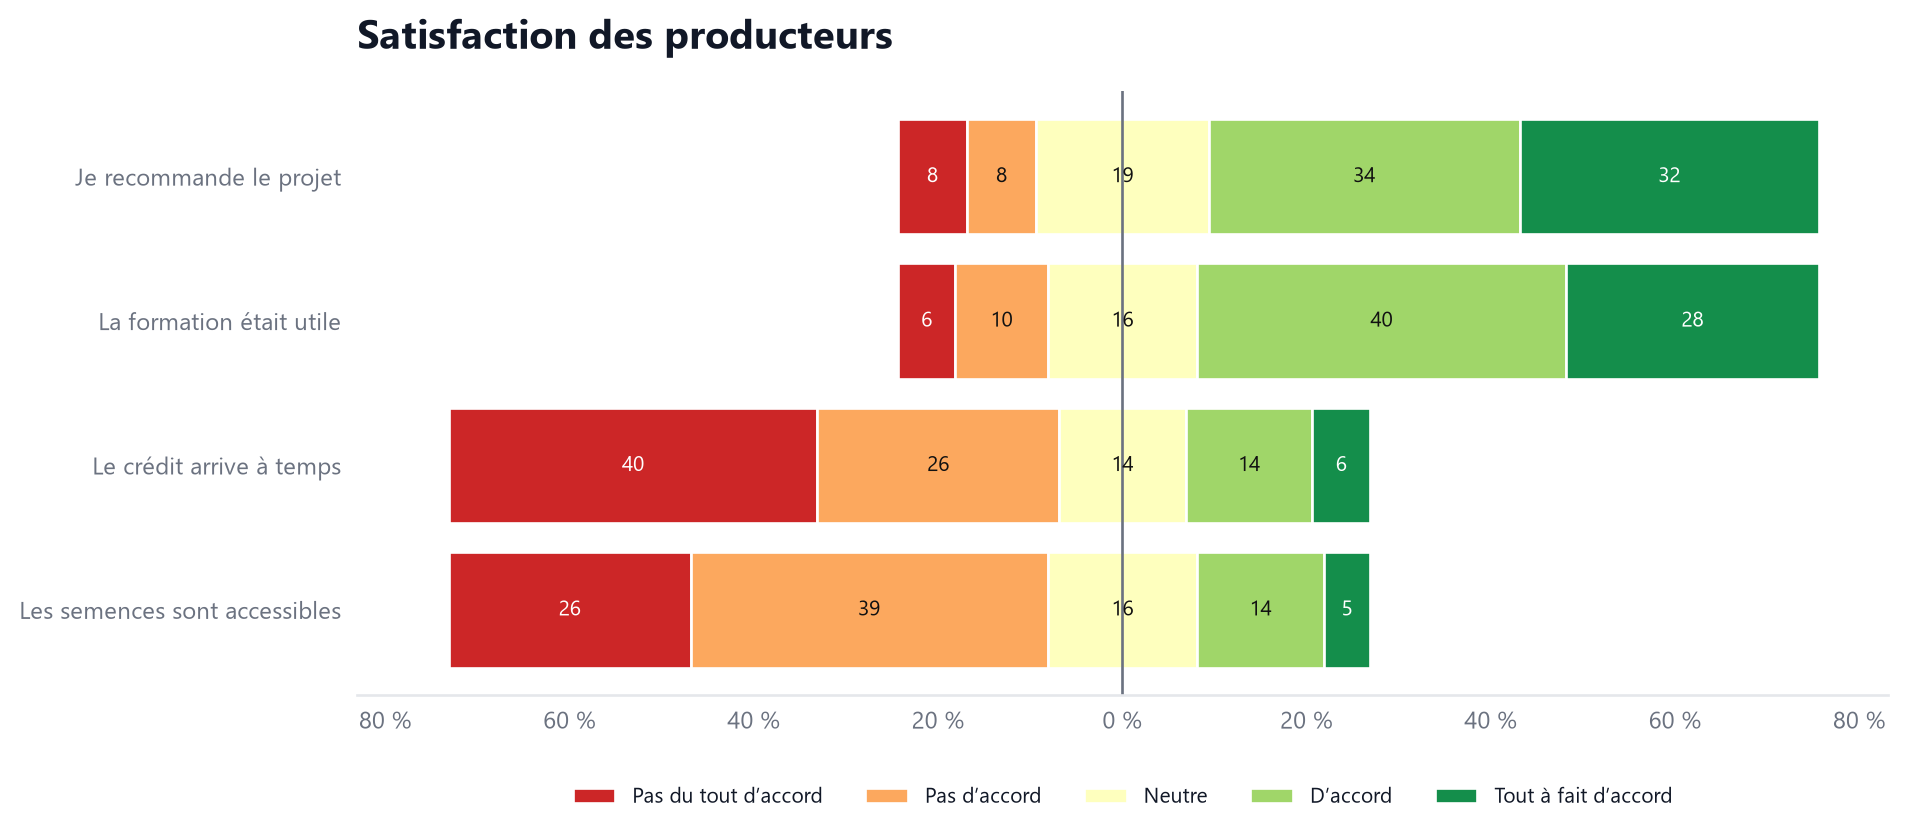 Satisfaction des producteurs
Je recommande le projet
8 8 19 34 32
La formation était utile
6 10 16 40 28
Le crédit arrive à temps
40 26 14 14 6
Les semences sont accessibles
26 39 16 14 5
80 % 60 % 40 % 20 % 0 % 20 % 40 % 60 % 80 %
Pas du tout d’accord Pas d’accord Neutre D’accord Tout à fait d’accord